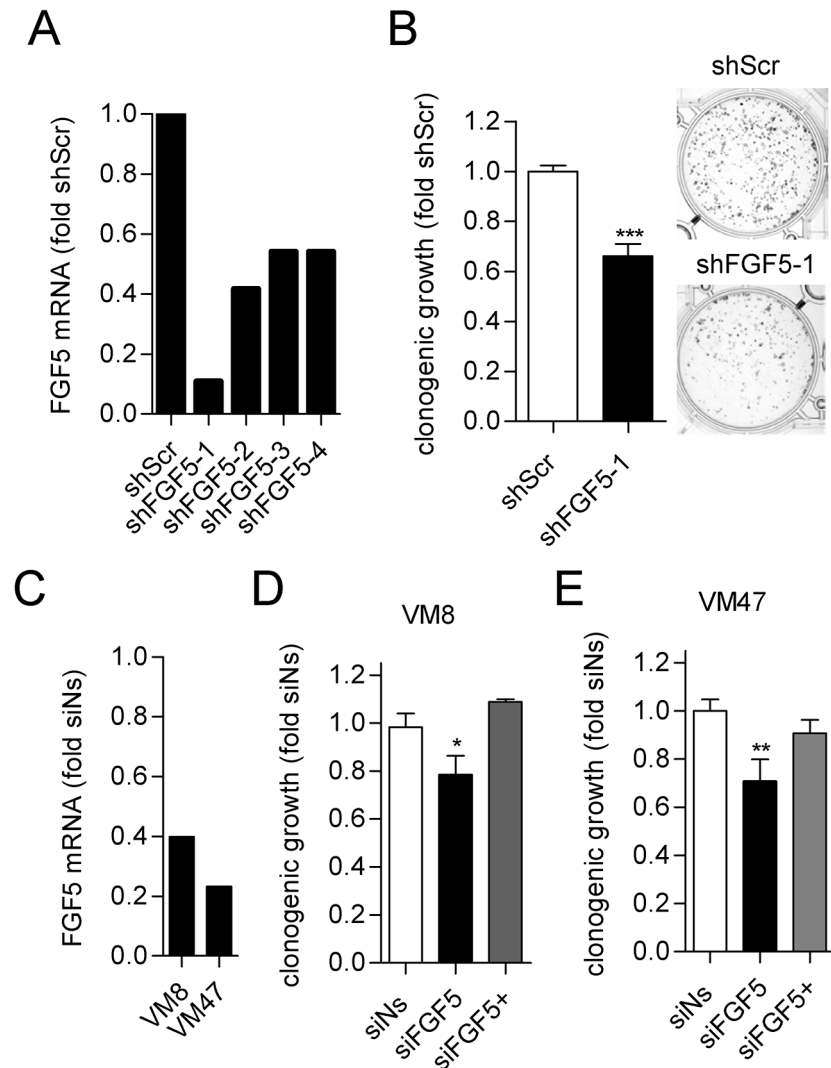 A
FGF5 mRNA (fold shScr)
1.0
0.8
0.6
0.4
0.2
0.0
shScr
shFGF5-1
shFGF5-2
shFGF5-3
shFGF5-4
B
clonogenic growth (fold shScr)
1.2
1.0
0.8
0.6
0.4
0.2
0.0
***
shScr
shFGF5-1
shScr
shFGF5-1
C
FGF5 mRNA (fold siNs)
1.0
0.8
0.6
0.4
0.2
0.0
VM8
VM47
D
VM8
clonogenic growth (fold siNs)
1.2
1.0
0.8
0.6
0.4
0.2
0.0
*
siNs
siFGF5
siFGF5+
E
VM47
clonogenic growth (fold siNs)
1.2
1.0
0.8
0.6
0.4
0.2
0.0
**
siNs
siFGF5
siFGF5+